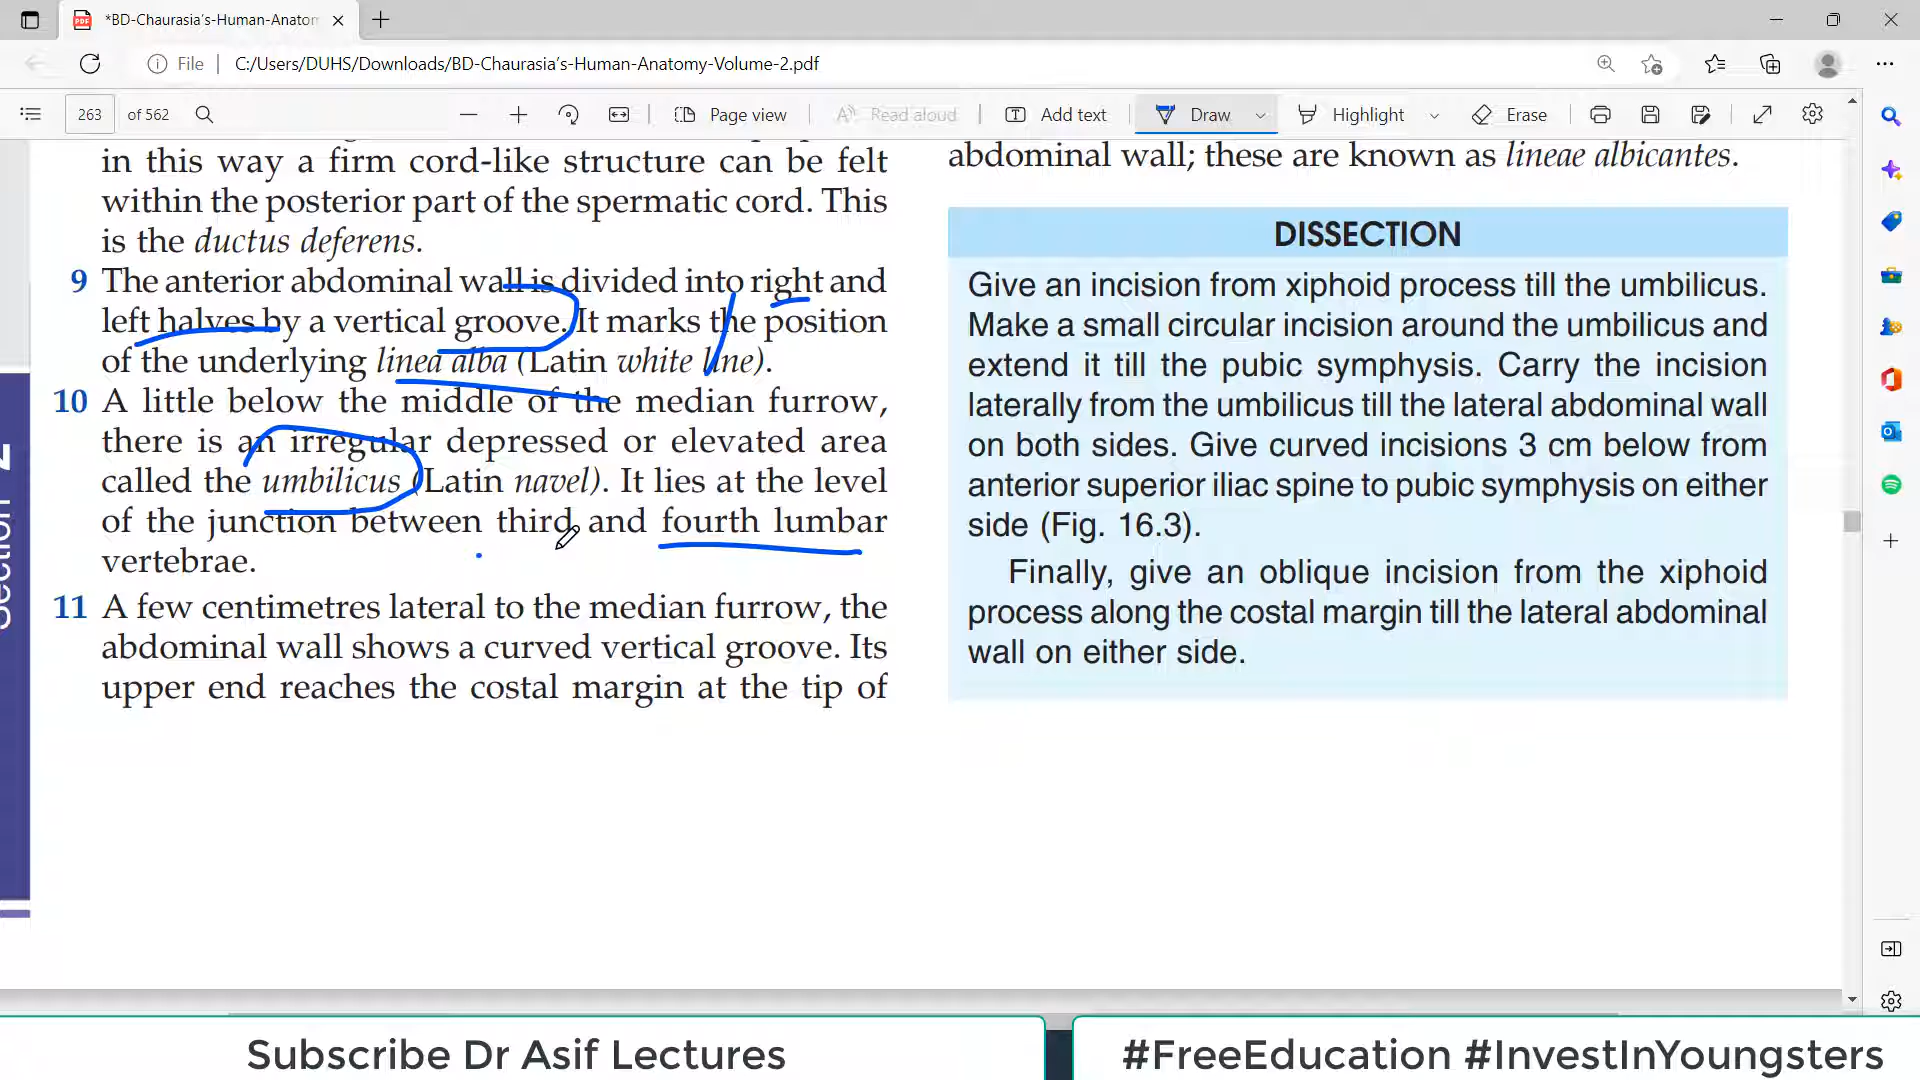 *BD-Chaurasia's-Human-Anaton
File
C:/Users/DUHS/Downloads/BD-Chaurasia's-Human-Anatomy-Volume-2.pdf
263 of 562
Page view
Read aloud
Add text
Draw
Highlight
Erase
in this way a firm cord-like structure can be felt
within the posterior part of the spermatic cord. This
is the ductus deferens.
9 The anterior abdominal wall is divided into right and
left halves by a vertical groove. It marks the position
of the underlying linea alba (Latin white line).
10 A little below the middle of the median furrow,
there is an irregular depressed or elevated area
called the umbilicus (Latin navel). It lies at the level
of the junction between third and fourth lumbar
vertebrae.
11 A few centimetres lateral to the median furrow, the
abdominal wall shows a curved vertical groove. Its
upper end reaches the costal margin at the tip of
abdominal wall; these are known as lineae albicantes.
DISSECTION
Give an incision from xiphoid process till the umbilicus.
Make a small circular incision around the umbilicus and
extend it till the pubic symphysis. Carry the incision
laterally from the umbilicus till the lateral abdominal wall
on both sides. Give curved incisions 3 cm below from
anterior superior iliac spine to pubic symphysis on either
side (Fig. 16.3).
Finally, give an oblique incision from the xiphoid
process along the costal margin till the lateral abdominal
wall on either side.
Section 2
Subscribe Dr Asif Lectures
#FreeEducation #InvestInYoungsters